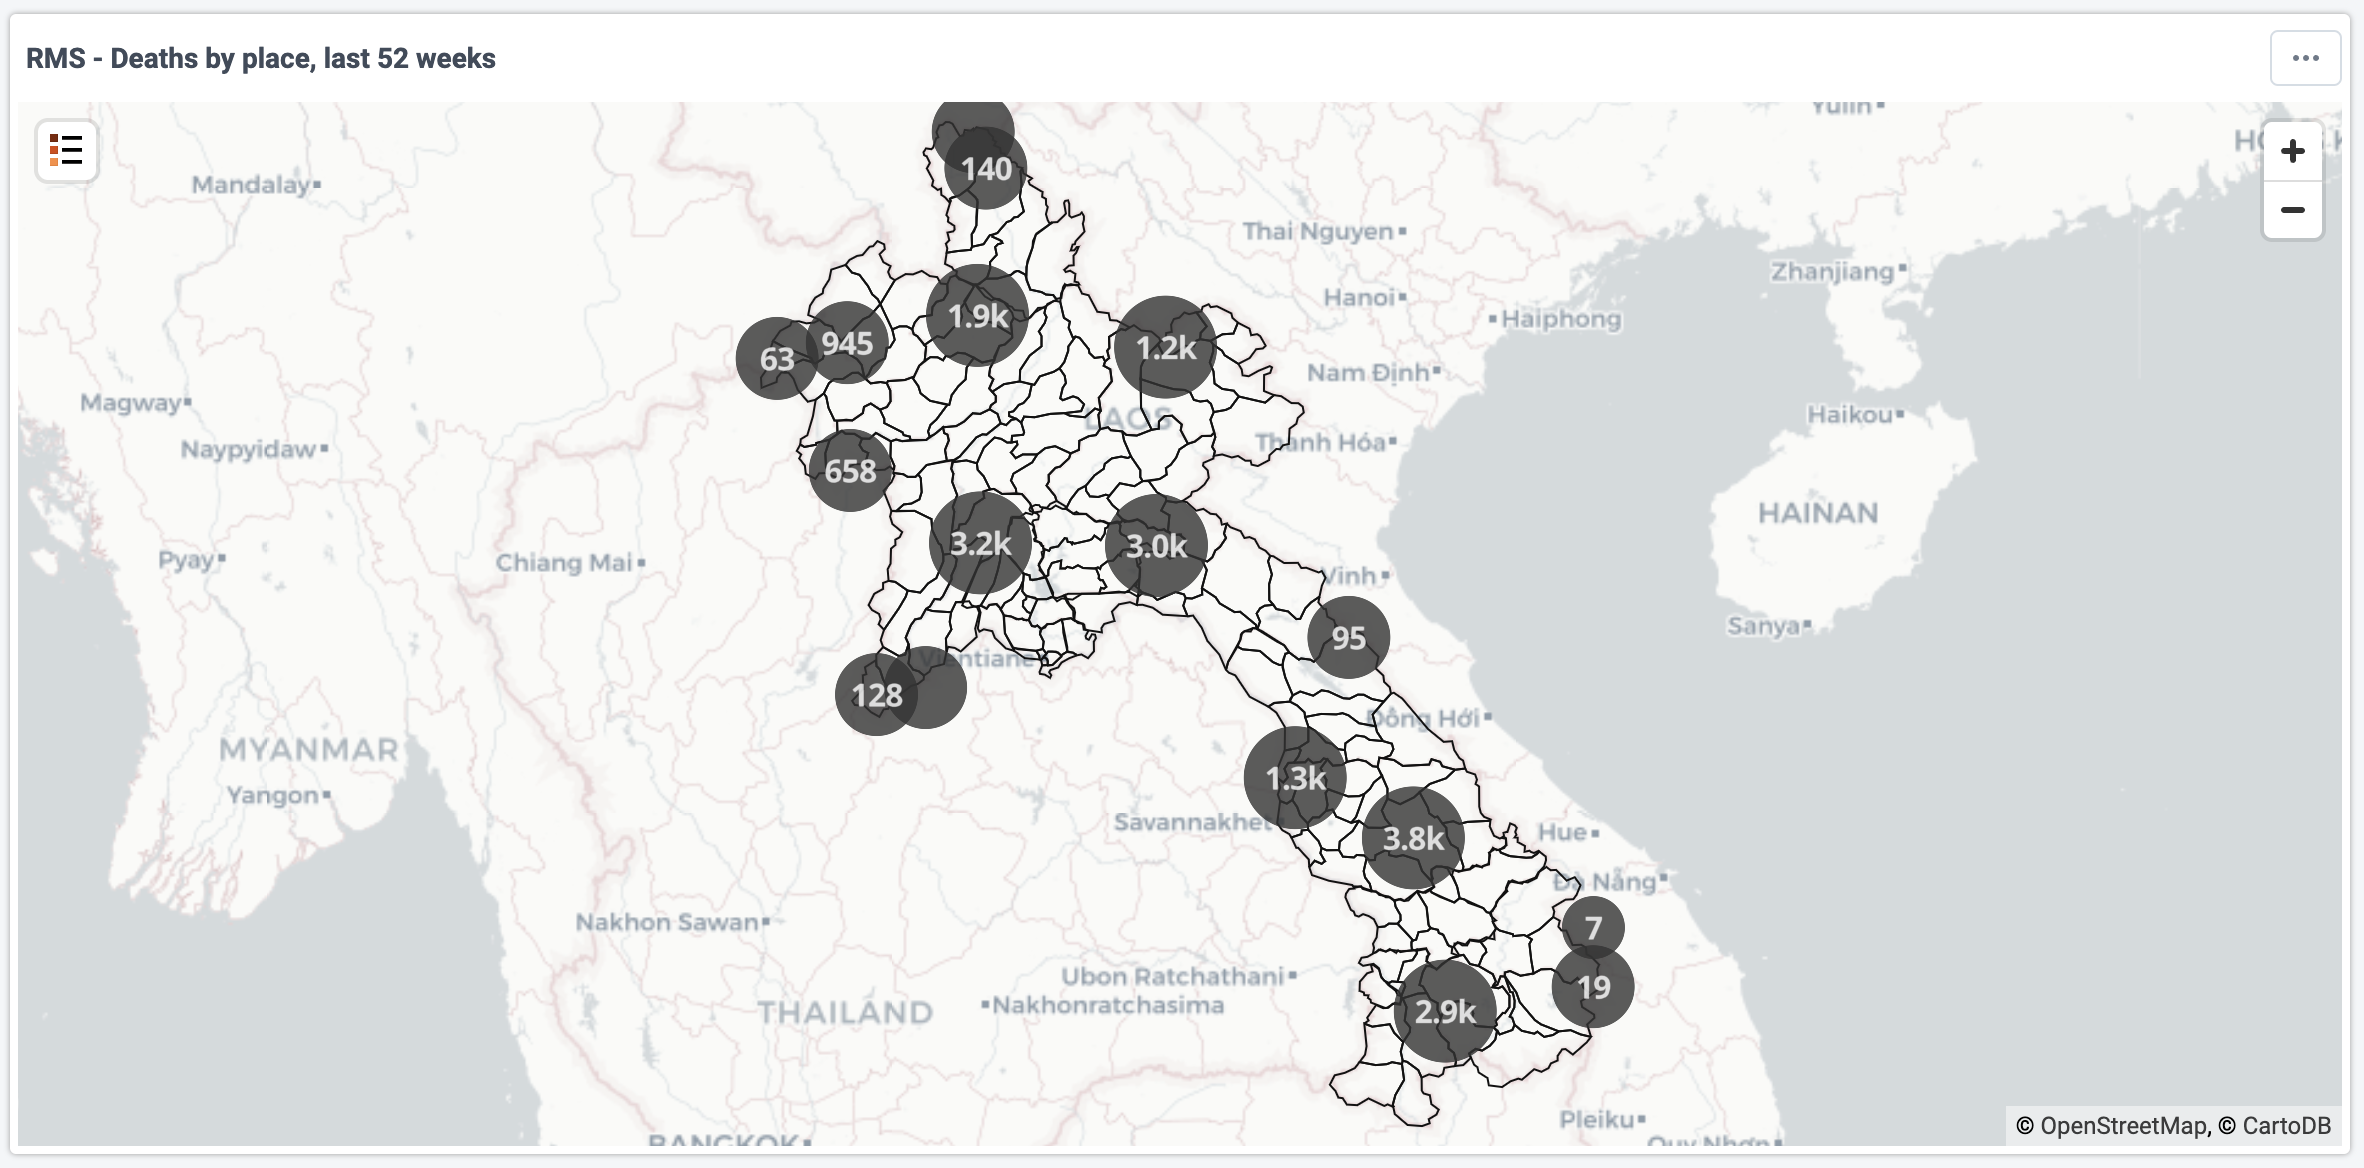 RMS - Deaths by place, last 52 weeks
Yulin
Mandalay
140
Thai Nguyen
Zhanjiang
Hanoi
Haiphong
1.9k
945
63
1.2k
Nam Định
Magway
Haikou
LAOS
Thanh Hóa
Naypyidaw
658
HAINAN
3.2k
3.0k
Pyay
Chiang Mai
Vinh
Sanya
95
Vientiane
128
Đông Hới
MYANMAR
1.3k
Yangon
Savannakhet
Hue
3.8k
Đà Nẵng
Nakhon Sawan
7
Ubon Ratchathani
19
Nakhonratchasima
THAILAND
2.9k
Pleiku
© OpenStreetMap, © CartoDB
BANGKOK
Quy Nhơn